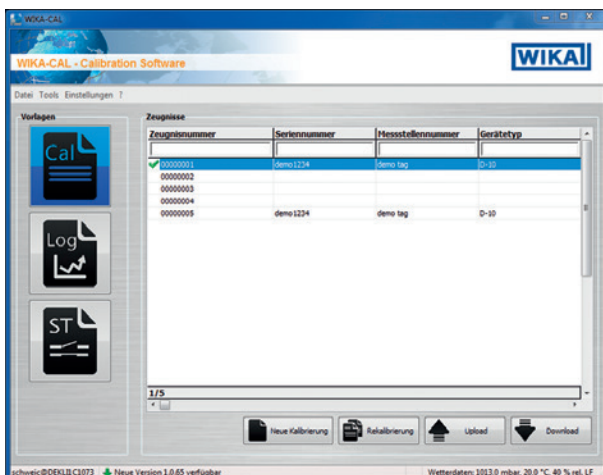 WIKA-CAL
WIKA-CAL - Calibration Software
WIKA
Datei Tools Einstellungen ?
Vorlagen
Zeugnisse
Cal
Log
ST
Zeugnisnummer Seriennummer Messstellennummer Gerätetyp
00000001 demo1234 demo tag D-10
00000002
00000003
00000004
00000005 demo1234 demo tag D-10
1/5
Neue Kalibrierung Rekalibrierung Upload Download
schweic@DEKLI1C1073 Neue Version 1.0.65 verfügbar Wetterdaten: 1013.0 mbar, 20.0 °C, 40 % rel. LF